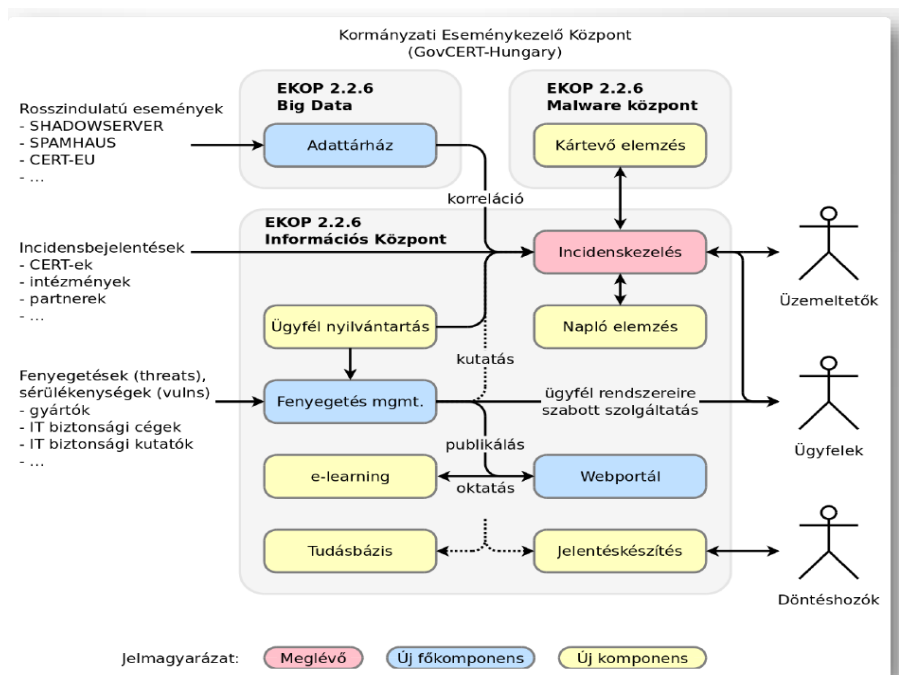 Kormányzati Eseménykezelő Központ
(GovCERT-Hungary)
EKOP 2.2.6
Big Data
EKOP 2.2.6
Malware központ
Rosszindulatú események
- SHADOWSERVER
- SPAMHAUS
- CERT-EU
- ...
Adattárház
Kártevő elemzés
korreláció
EKOP 2.2.6
Információs Központ
Incidensbejelentések
- CERT-ek
- intézmények
- partnerek
- ...
Incidenskezelés
Üzemeltetők
Ügyfél nyilvántartás
Napló elemzés
kutatás
Fenyegetések (threats),
sérülékenységek (vulns)
- gyártók
- IT biztonsági cégek
- IT biztonsági kutatók
- ...
Fenyegetés mgmt.
ügyfél rendszereire
szabott szolgáltatás
Ügyfelek
publikálás
e-learning
oktatás
Webportál
Tudásbázis
Jelentéskészítés
Döntéshozók
Jelmagyarázat:
Meglévő
Új főkomponens
Új komponens